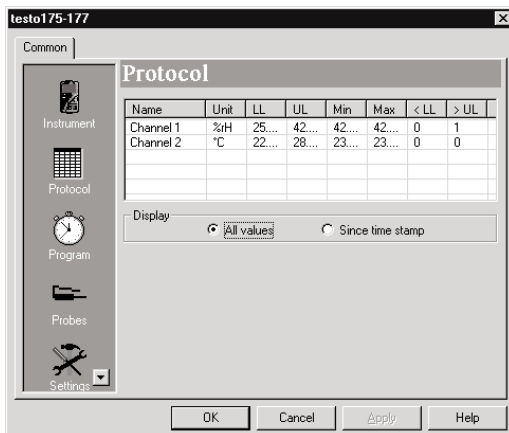 testo175-177
Common
Instrument
Protocol
Program
Probes
Settings
Protocol
Name Unit LL UL Min Max < LL > UL
Channel 1 %rH 25.... 42.... 42.... 42.... 0 1
Channel 2 °C 22.... 28.... 23.... 23.... 0 0
Display
All values Since time stamp
OK Cancel Apply Help